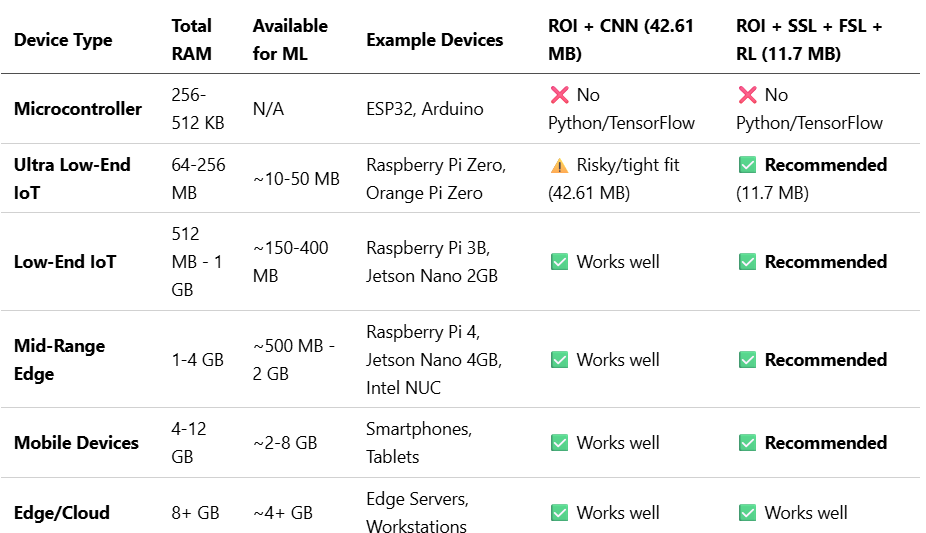 Device Type | Total RAM | Available for ML | Example Devices | ROI + CNN (42.61 MB) | ROI + SSL + FSL + RL (11.7 MB)
Microcontroller | 256-512 KB | N/A | ESP32, Arduino | ❌ No Python/TensorFlow | ❌ No Python/TensorFlow
Ultra Low-End IoT | 64-256 MB | ~10-50 MB | Raspberry Pi Zero, Orange Pi Zero | ⚠️ Risky/tight fit (42.61 MB) | ✅ Recommended (11.7 MB)
Low-End IoT | 512 MB - 1 GB | ~150-400 MB | Raspberry Pi 3B, Jetson Nano 2GB | ✅ Works well | ✅ Recommended
Mid-Range Edge | 1-4 GB | ~500 MB - 2 GB | Raspberry Pi 4, Jetson Nano 4GB, Intel NUC | ✅ Works well | ✅ Recommended
Mobile Devices | 4-12 GB | ~2-8 GB | Smartphones, Tablets | ✅ Works well | ✅ Recommended
Edge/Cloud | 8+ GB | ~4+ GB | Edge Servers, Workstations | ✅ Works well | ✅ Works well